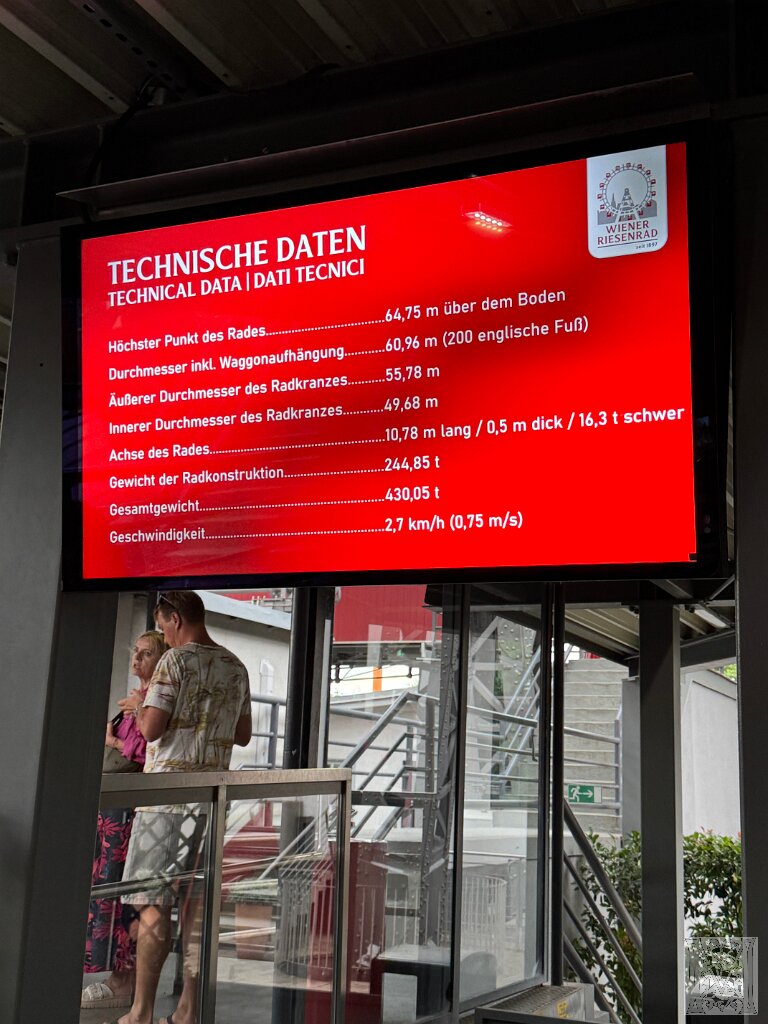 WIENER
RIESENRAD
seit 1897
TECHNISCHE DATEN
TECHNICAL DATA | DATI TECNICI
Höchster Punkt des Rades....................................64,75 m über dem Boden
Durchmesser inkl. Waggonaufhängung............60,96 m (200 englische Fuß)
Äußerer Durchmesser des Radkranzes...........55,78 m
Innerer Durchmesser des Radkranzes............49,68 m
Achse des Rades.....................................................10,78 m lang / 0,5 m dick / 16,3 t schwer
Gewicht der Radkonstruktion..............................244,85 t
Gesamtgewicht........................................................430,05 t
Geschwindigkeit......................................................2,7 km/h (0,75 m/s)